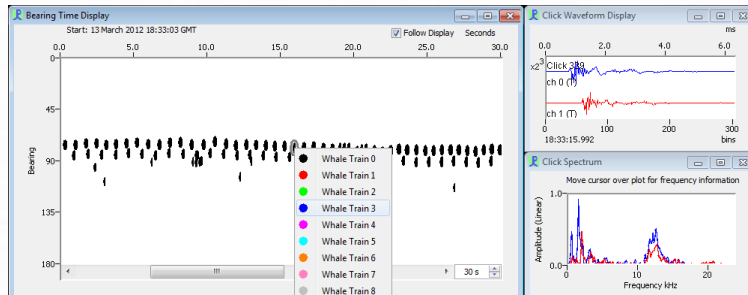 Bearing Time Display
Start: 13 March 2012 18:33:03 GMT
Follow Display Seconds
0.0 5.0 10.0 15.0 20.0 25.0 30.0
0
45
90
135
180
Bearing
Whale Train 0
Whale Train 1
Whale Train 2
Whale Train 3
Whale Train 4
Whale Train 5
Whale Train 6
Whale Train 7
Whale Train 8
30 s
Click Waveform Display
ms
0.0 2.0 4.0 6.0
x2^3
Click 339
ch 0 (T)
ch 1 (T)
0 100 200 300
18:33:15.992 bins
Click Spectrum
Move cursor over plot for frequency information
1.0
0.0
Amplitude (Linear)
0 10 20
Frequency kHz